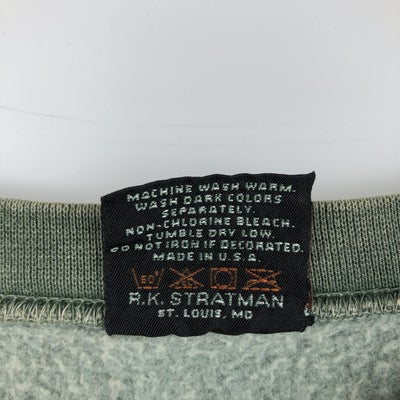 MACHINE WASH WARM.
WASH DARK COLORS
SEPARATELY.
NON-CHLORINE BLEACH.
TUMBLE DRY LOW.
DO NOT IRON IF DECORATED.
MADE IN U.S.A.
50°
R.K. STRATMAN
ST. LOUIS, MO